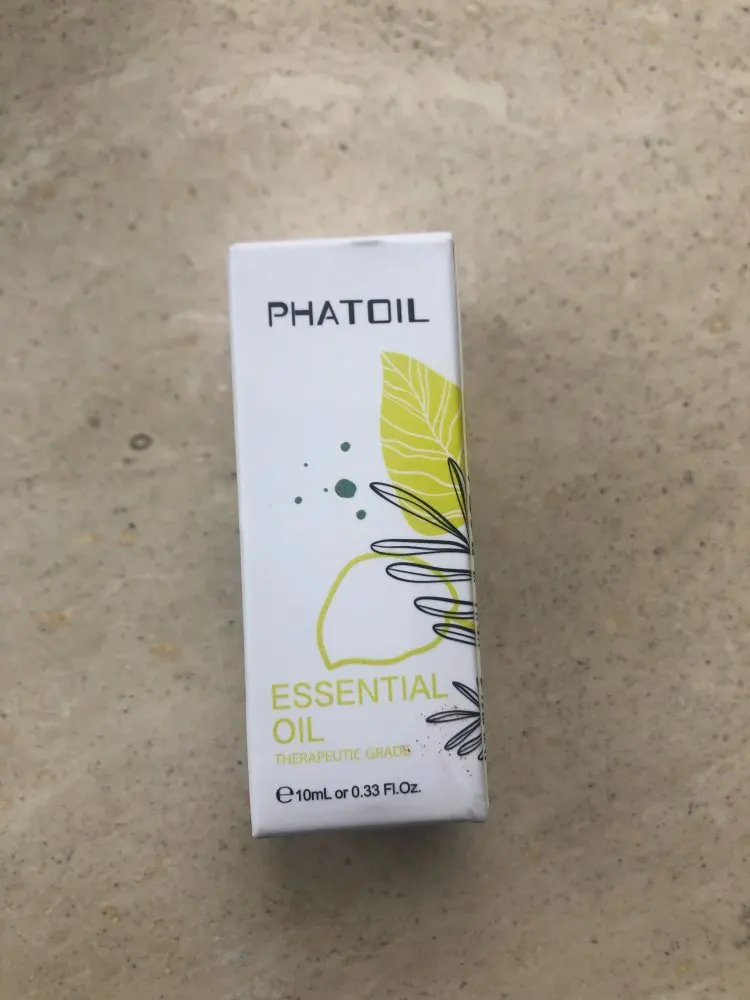 PHATOIL
ESSENTIAL
OIL
THERAPEUTIC GRADE
℮10mL or 0.33 Fl.Oz.